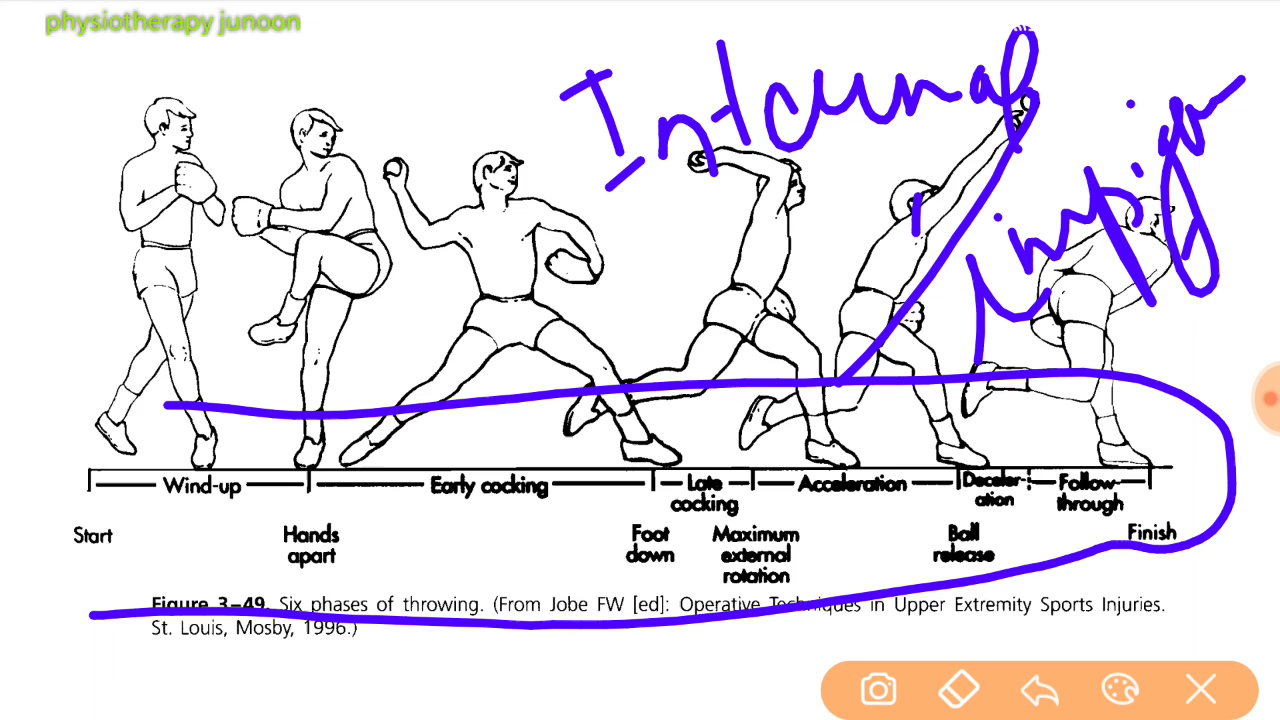 physiotherapy junoon
Internal
Wind-up Early cocking Late cocking Acceleration Deceler-ation Follow-through
Start Hands apart Foot down Maximum external rotation Ball release Finish
Figure 3–49. Six phases of throwing. (From Jobe FW [ed]: Operative Techniques in Upper Extremity Sports Injuries.
St. Louis, Mosby, 1996.)